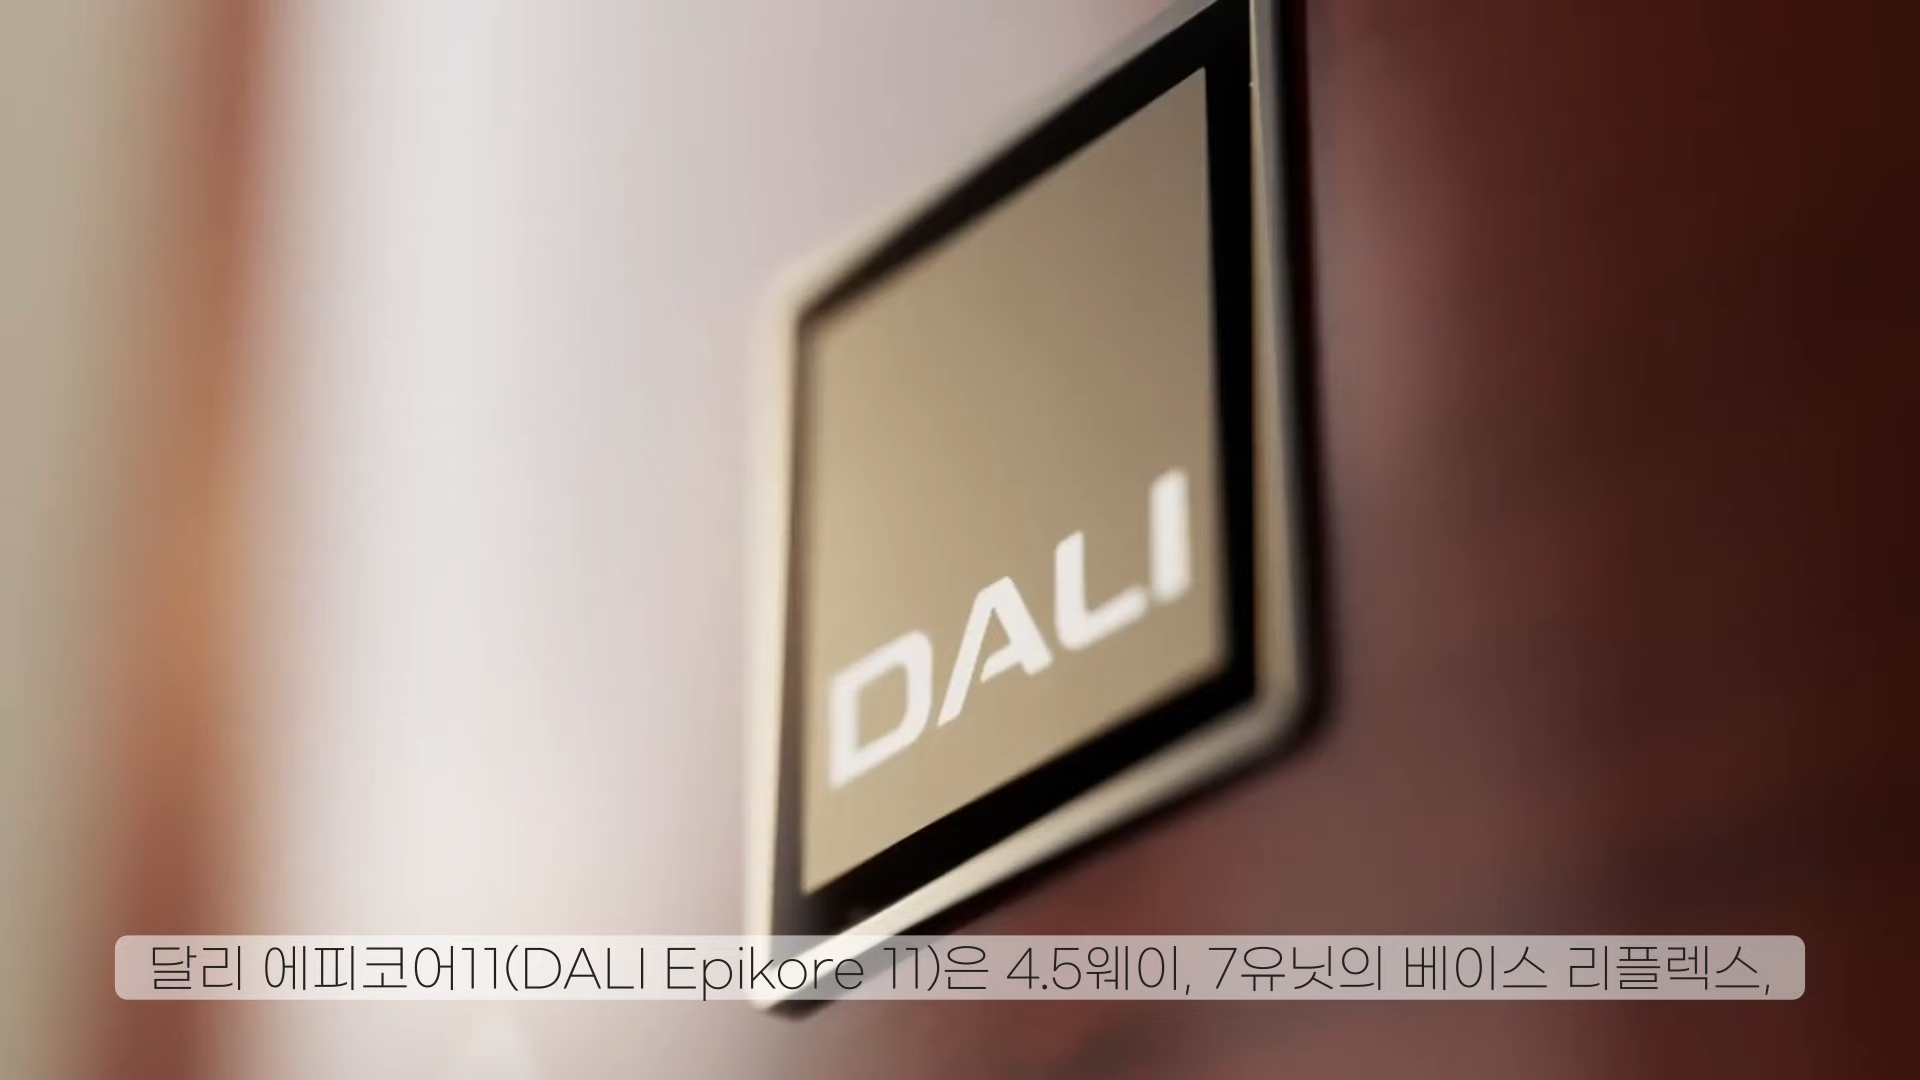 DALI
달리 에피코어11(DALI Epikore 11)은 4.5웨이, 7유닛의 베이스 리플렉스,